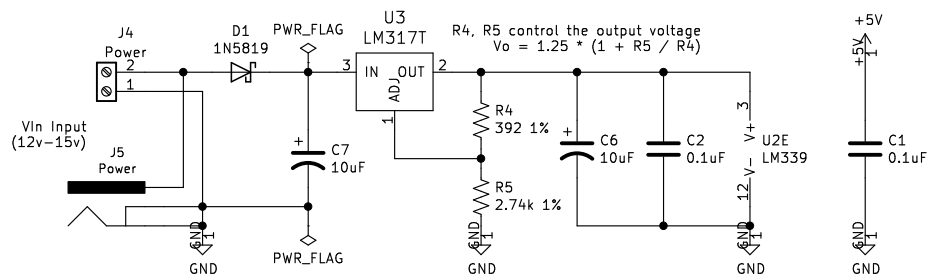 J4
Power
2
1
VIn Input
(12v-15v)
J5
Power
GND
1
GND
D1
1N5819
PWR_FLAG
+
C7
10uF
PWR_FLAG
U3
LM317T
3
IN
OUT
2
ADJ
1
R4, R5 control the output voltage
Vo = 1.25 * (1 + R5 / R4)
R4
392 1%
R5
2.74k 1%
GND
1
GND
+
C6
10uF
C2
0.1uF
3
V+
U2E
LM339
V-
12
GND
1
GND
+5V
+5V
1
C1
0.1uF
GND
1
GND